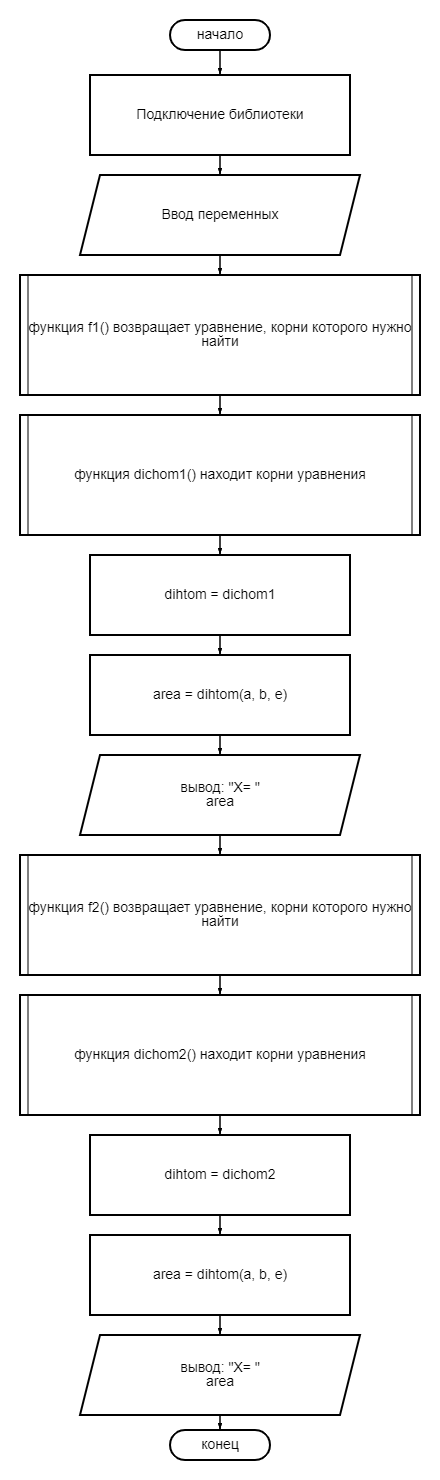 начало
Подключение библиотеки
Ввод переменных
функция f1() возвращает уравнение, корни которого нужно
найти
функция dichom1() находит корни уравнения
dihtom = dichom1
area = dihtom(a, b, e)
вывод: "X= "
area
функция f2() возвращает уравнение, корни которого нужно
найти
функция dichom2() находит корни уравнения
dihtom = dichom2
area = dihtom(a, b, e)
вывод: "X= "
area
конец